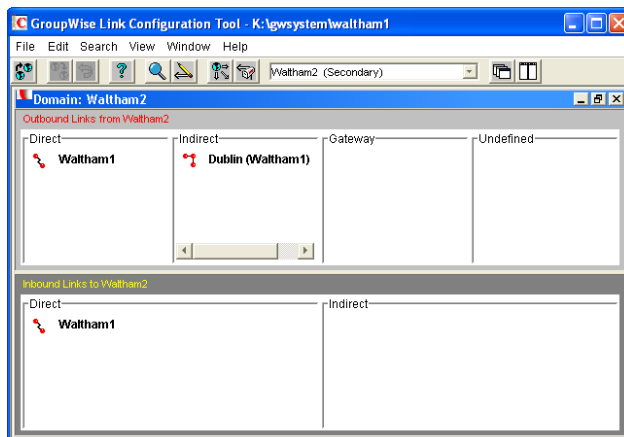 GroupWise Link Configuration Tool - K:\gwsystem\waltham1
File Edit Search View Window Help
Waltham2 (Secondary)
Domain: Waltham2
Outbound Links from Waltham2
Direct Indirect Gateway Undefined
Waltham1 Dublin (Waltham1)
Inbound Links to Waltham2
Direct Indirect
Waltham1